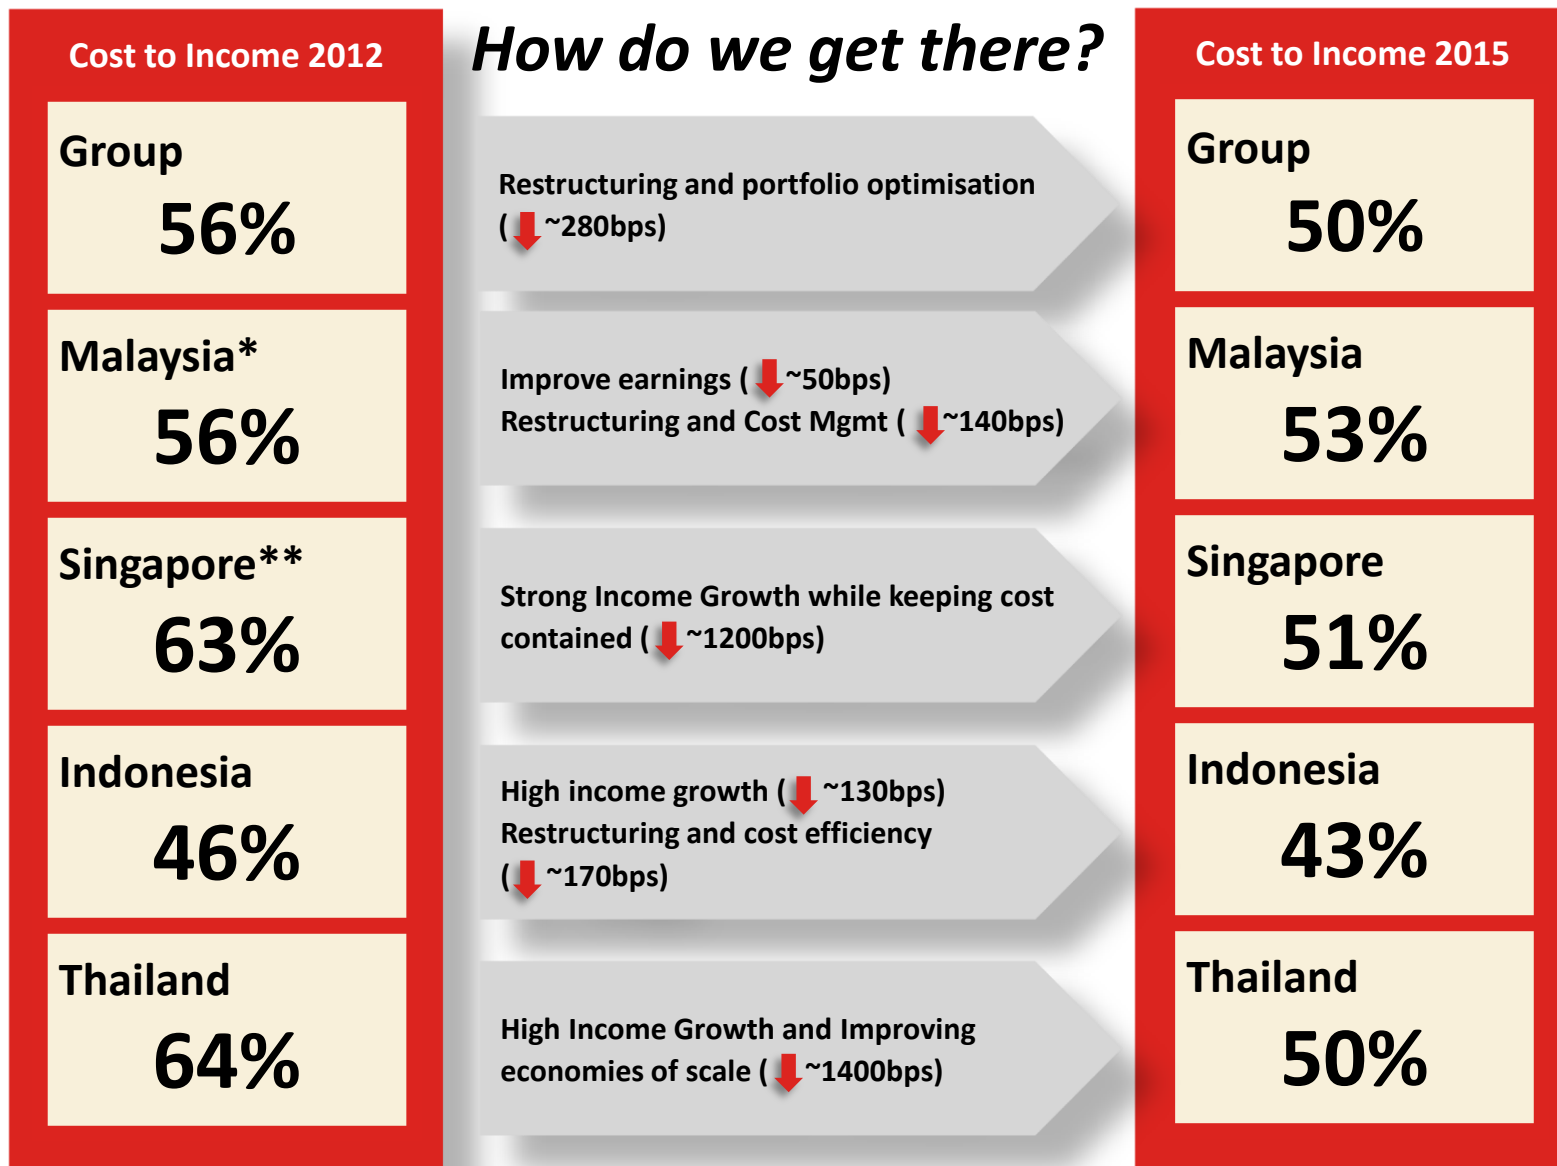 Cost to Income 2012
Group
56%
Malaysia*
56%
Singapore**
63%
Indonesia
46%
Thailand
64%
How do we get there?
Restructuring and portfolio optimisation
( ~280bps)
Improve earnings ( ~50bps)
Restructuring and Cost Mgmt ( ~140bps)
Strong Income Growth while keeping cost
contained ( ~1200bps)
High income growth ( ~130bps)
Restructuring and cost efficiency
( ~170bps)
High Income Growth and Improving
economies of scale ( ~1400bps)
Cost to Income 2015
Group
50%
Malaysia
53%
Singapore
51%
Indonesia
43%
Thailand
50%